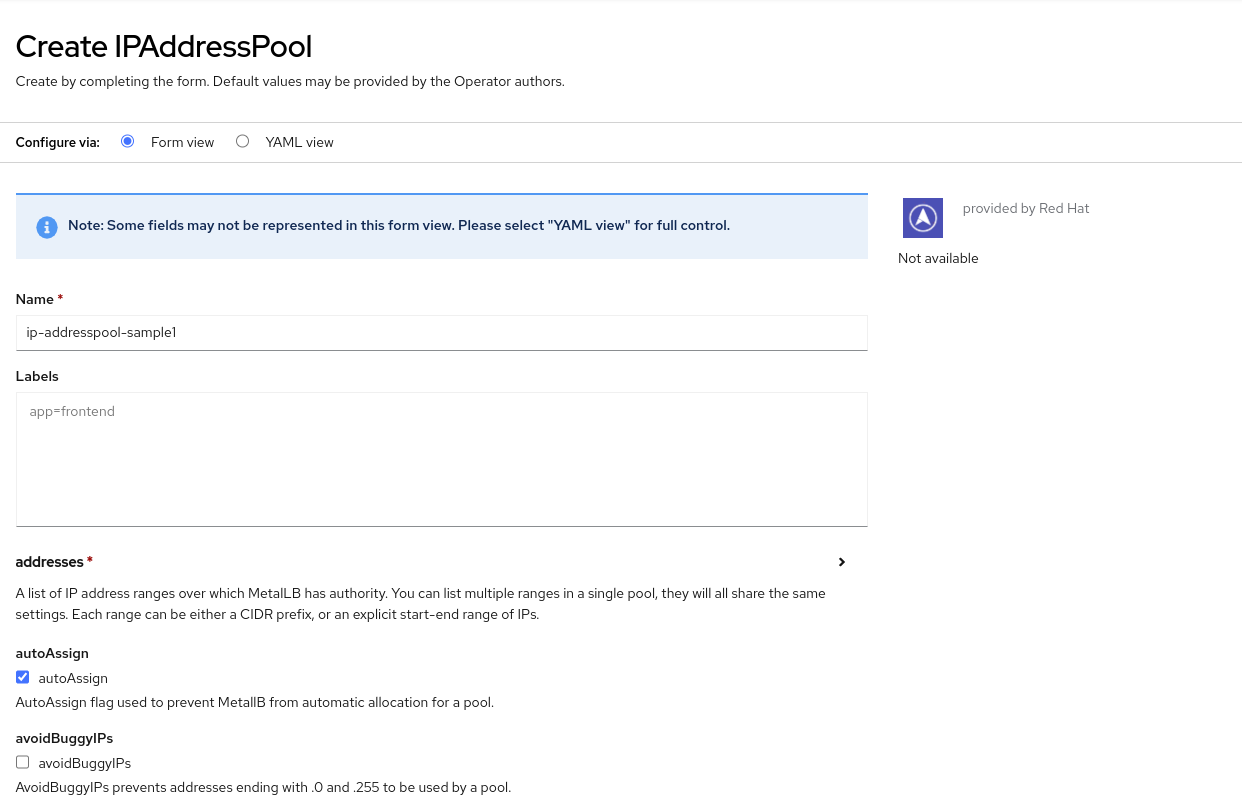 Create IPAddressPool
Create by completing the form. Default values may be provided by the Operator authors.
Configure via:
Form view
YAML view
Note: Some fields may not be represented in this form view. Please select "YAML view" for full control.
provided by Red Hat
Not available
Name *
ip-addresspool-sample1
Labels
app=frontend
addresses *
A list of IP address ranges over which MetalLB has authority. You can list multiple ranges in a single pool, they will all share the same
settings. Each range can be either a CIDR prefix, or an explicit start-end range of IPs.
autoAssign
autoAssign
AutoAssign flag used to prevent MetallB from automatic allocation for a pool.
avoidBuggyIPs
avoidBuggyIPs
AvoidBuggyIPs prevents addresses ending with .0 and .255 to be used by a pool.